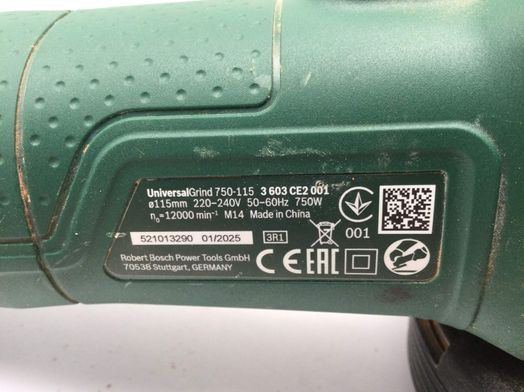 UniversalGrind 750-115 3 603 CE2 001
ø115mm 220-240V 50-60Hz 750W
n₀=12000 min⁻¹ M14 Made in China
001
521013290 01/2025 3R1
Robert Bosch Power Tools GmbH
70538 Stuttgart, GERMANY
CE EAC